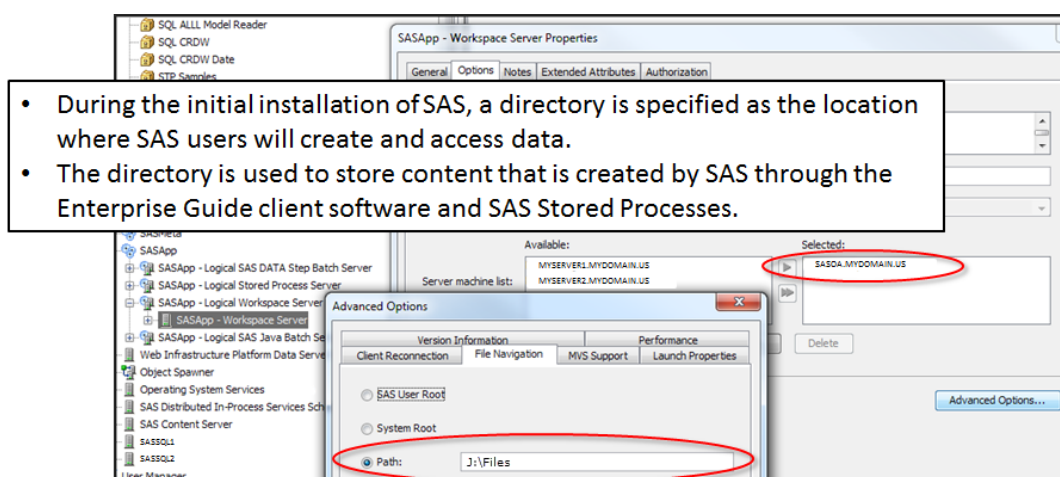 SQL ALLL Model Reader
SQL CRDW
SQL CRDW Date
STP Samples
SASApp - Workspace Server Properties
General Options Notes Extended Attributes Authorization
• During the initial installation of SAS, a directory is specified as the location
where SAS users will create and access data.
• The directory is used to store content that is created by SAS through the
Enterprise Guide client software and SAS Stored Processes.
SASMeta
SASApp
SASApp - Logical SAS DATA Step Batch Server
SASApp - Logical Stored Process Server
SASApp - Logical Workspace Server
SASApp - Workspace Server
SASApp - Logical SAS Java Batch Se
Web Infrastructure Platform Data Serve
Object Spawner
Operating System Services
SAS Distributed In-Process Services Sch
SAS Content Server
SASSQL1
SASSQL2
User Manager
Available:
Selected:
Server machine list:
MYSERVER1.MYDOMAIN.US
MYSERVER2.MYDOMAIN.US
SASDA.MYDOMAIN.US
Delete
Advanced Options...
Advanced Options
Version Information
Performance
Client Reconnection
File Navigation
MVS Support
Launch Properties
SAS User Root
System Root
Path:
J:\Files